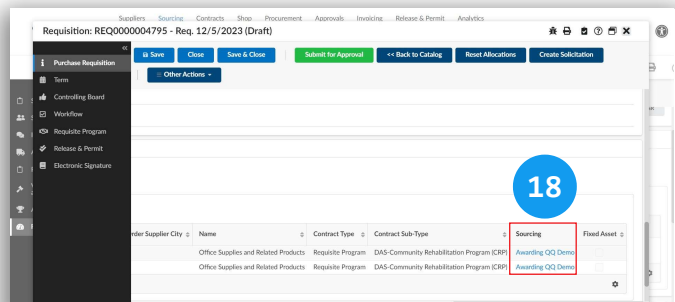 Suppliers Sourcing Contracts Shop Procurement Approvals Invoicing Release & Permit Analytics
Requisition: REQ0000004795 - Req. 12/5/2023 (Draft)
Purchase Requisition
Save Close Save & Close Submit for Approval << Back to Catalog Reset Allocations Create Solicitation
Term
Other Actions
Controlling Board
Workflow
Requisite Program
Release & Permit
Electronic Signature
18
rder Supplier City Name Contract Type Contract Sub-Type Sourcing Fixed Asset
Office Supplies and Related Products Requisite Program DAS-Community Rehabilitation Program (CRP) Awarding QQ Demo
Office Supplies and Related Products Requisite Program DAS-Community Rehabilitation Program (CRP) Awarding QQ Demo